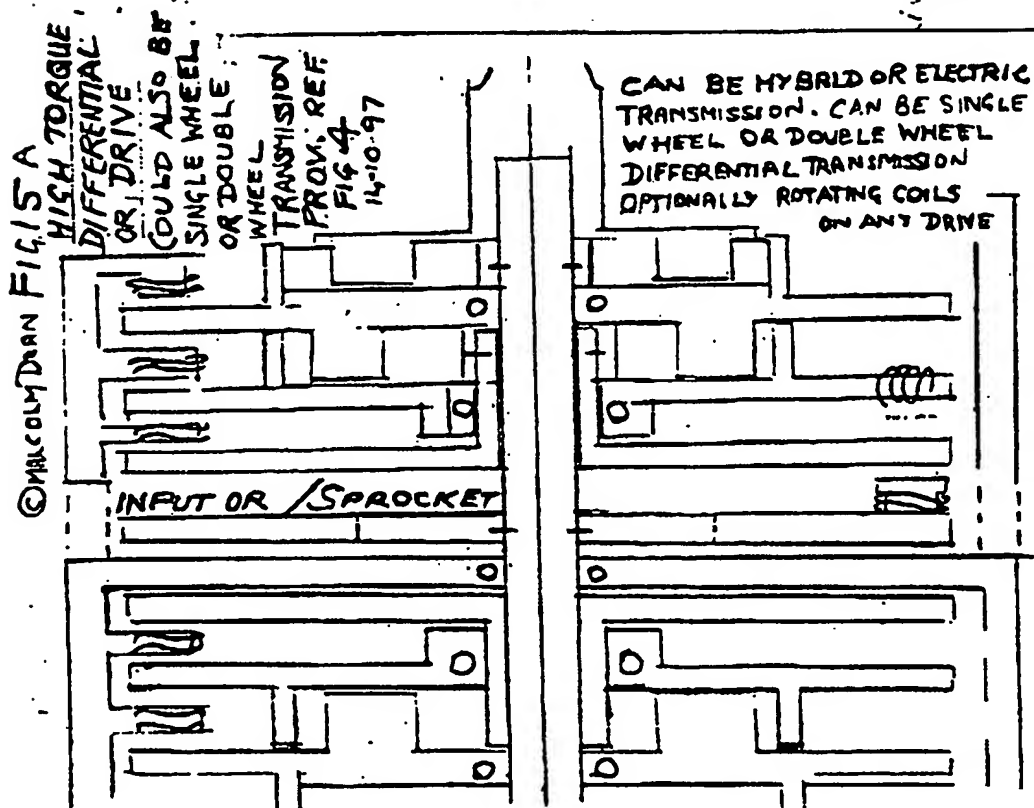 © MALCOLM DEAN FIG. 15 A
HIGH TORQUE
DIFFERENTIAL
OR DRIVE
COULD ALSO BE
SINGLE WHEEL.
OR DOUBLE
WHEEL
TRANSMISSION
PROV. REF.
FIG 4
14.10.97
CAN BE HYBRLD OR ELECTRIC
TRANSMISSION. CAN BE SINGLE
WHEEL OR DOUBLE WHEEL
DIFFERENTIAL TRANSMISSION
OPTIONALLY ROTATING COILS
ON ANY DRIVE
INPUT OR /SPROCKET